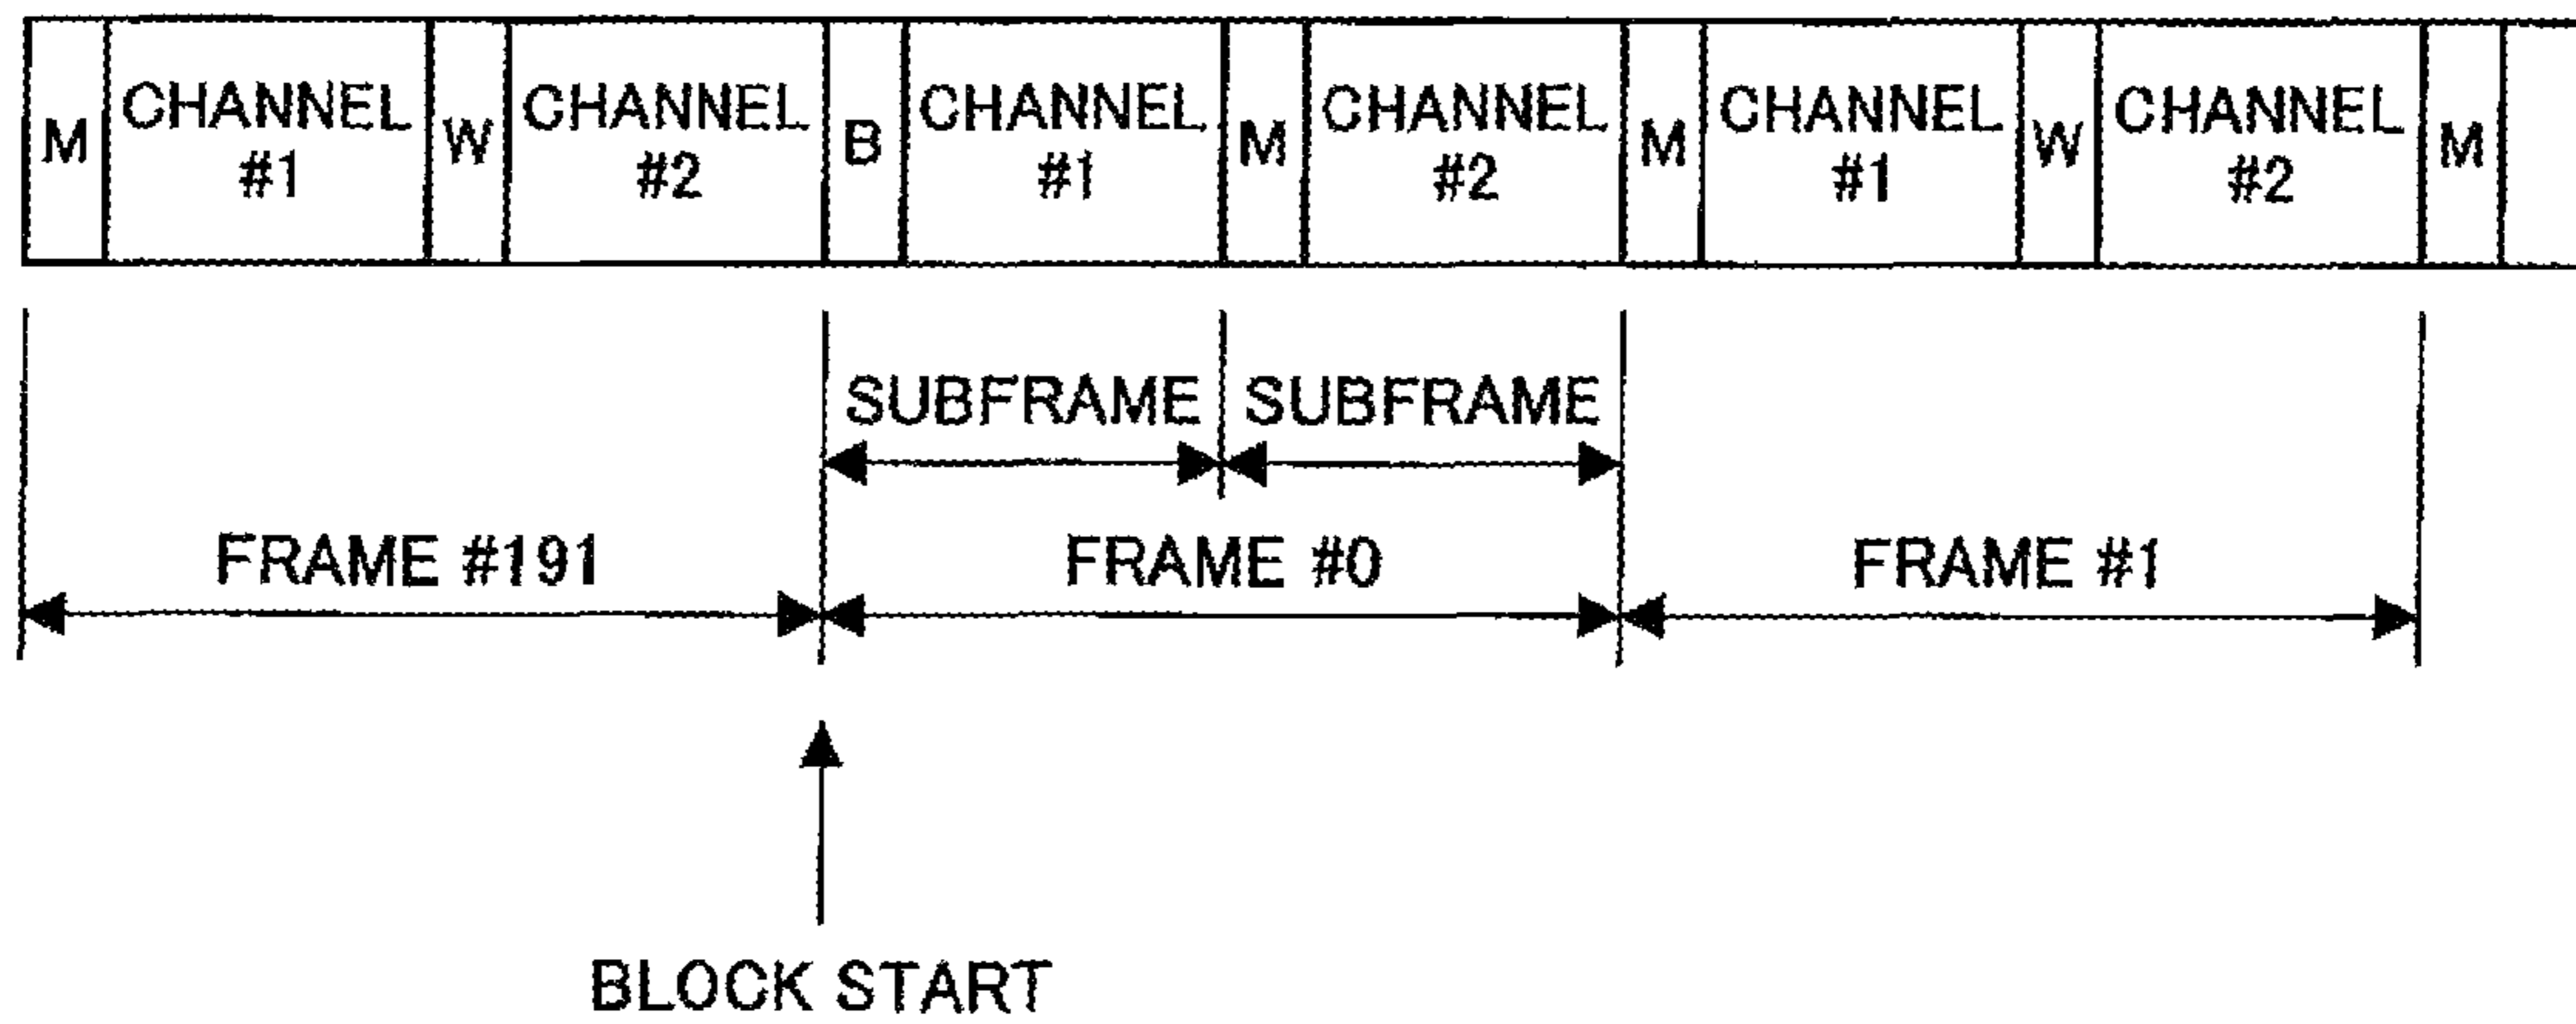 M CHANNEL #1 W CHANNEL #2 B CHANNEL #1 M CHANNEL #2 M CHANNEL #1 W CHANNEL #2 M
SUBFRAME SUBFRAME
FRAME #191 FRAME #0 FRAME #1
BLOCK START